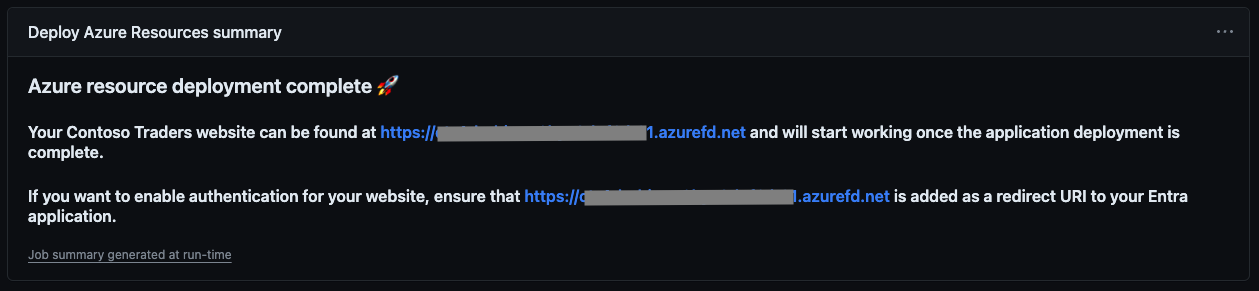 Deploy Azure Resources summary
Azure resource deployment complete 🚀
Your Contoso Traders website can be found at https:// 1.azurefd.net and will start working once the application deployment is
complete.
If you want to enable authentication for your website, ensure that https:// .azurefd.net is added as a redirect URI to your Entra
application.
Job summary generated at run-time